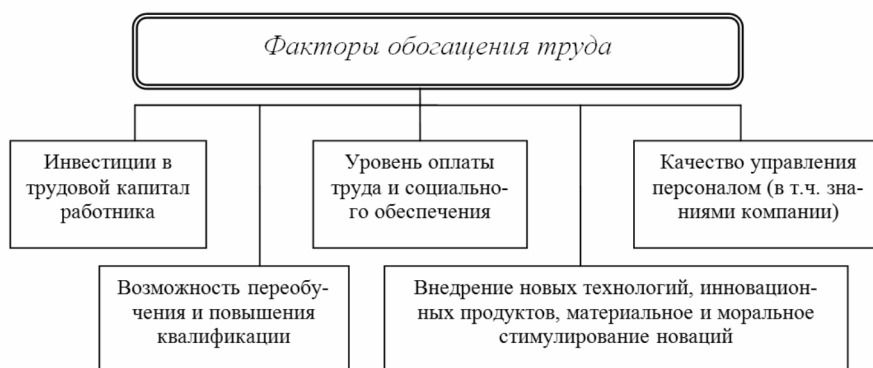 Факторы обогащения труда
Инвестиции в
трудовой капитал
работника
Уровень оплаты
труда и социально-
го обеспечения
Качество управления
персоналом (в т.ч. зна-
ниями компании)
Возможность переобу-
чения и повышения
квалификации
Внедрение новых технологий, инновацион-
ных продуктов, материальное и моральное
стимулирование новаций